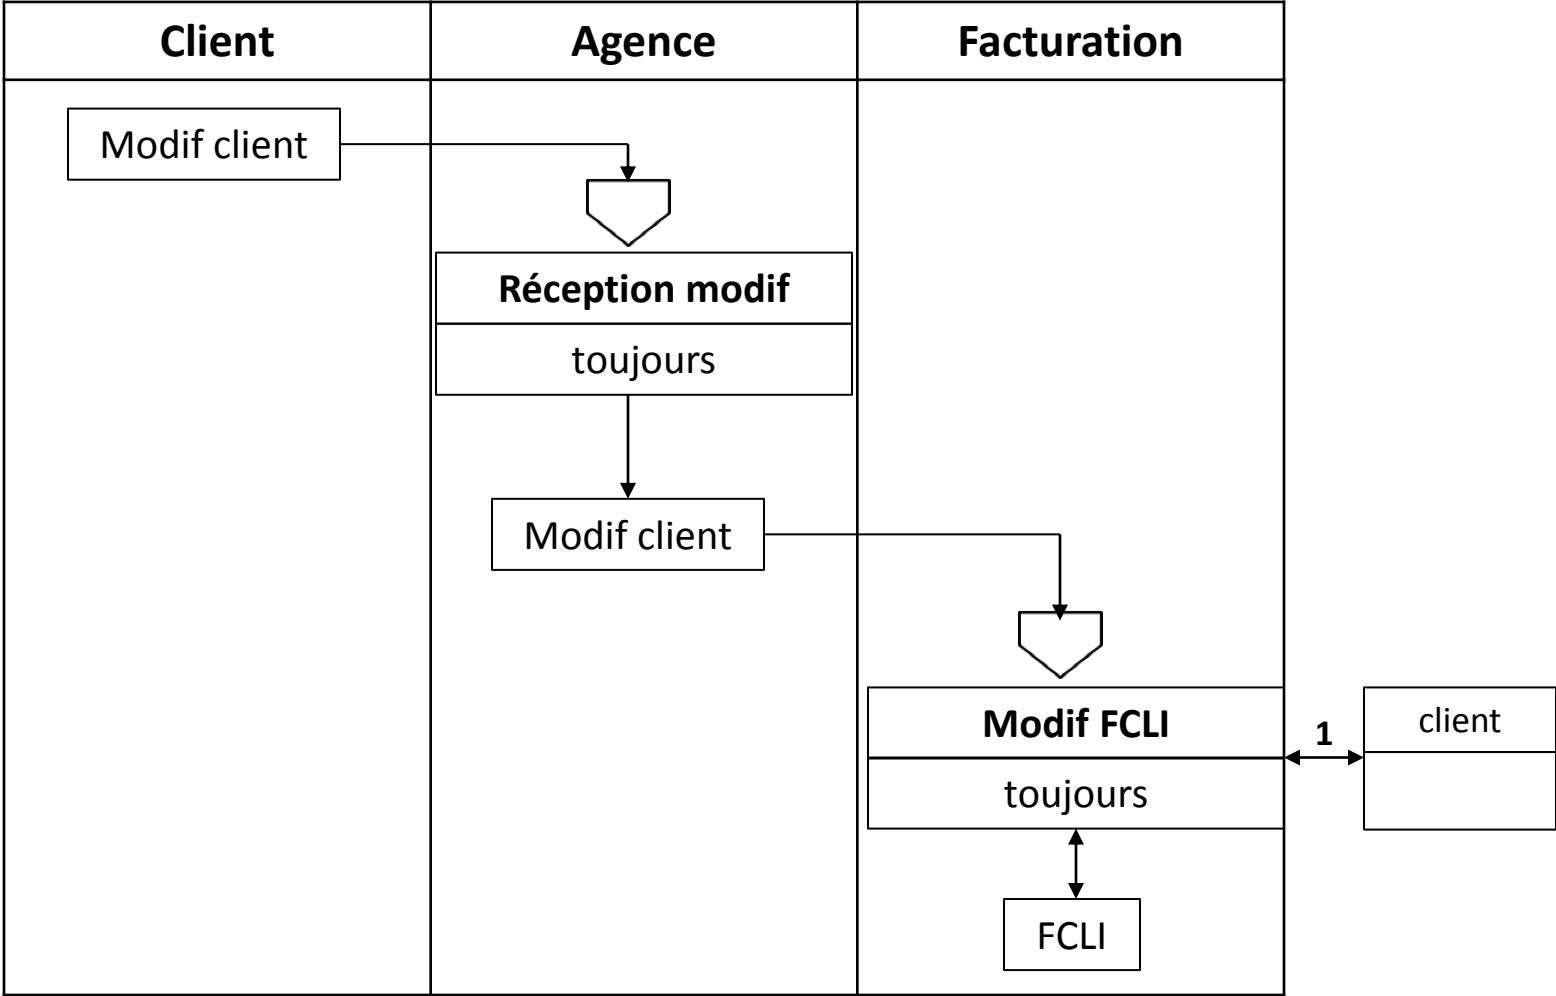 Client
Agence
Facturation
Modif client
Réception modif
toujours
Modif client
Modif FCLI
1
client
toujours
FCLI